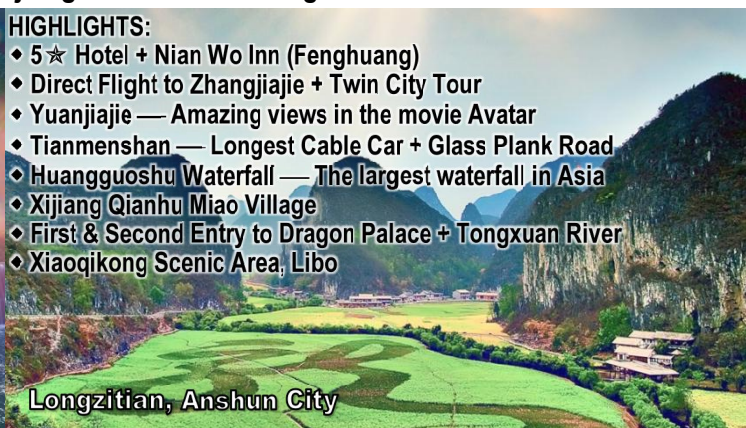 HIGHLIGHTS:
◆ 5☆ Hotel + Nian Wo Inn (Fenghuang)
◆ Direct Flight to Zhangjiajie + Twin City Tour
◆ Yuanjiajie — Amazing views in the movie Avatar
◆ Tianmenshan — Longest Cable Car + Glass Plank Road
◆ Huangguoshu Waterfall — The largest waterfall in Asia
◆ Xijiang Qianhu Miao Village
◆ First & Second Entry to Dragon Palace + Tongxuan River
◆ Xiaoqikong Scenic Area, Libo
Longzitian, Anshun City